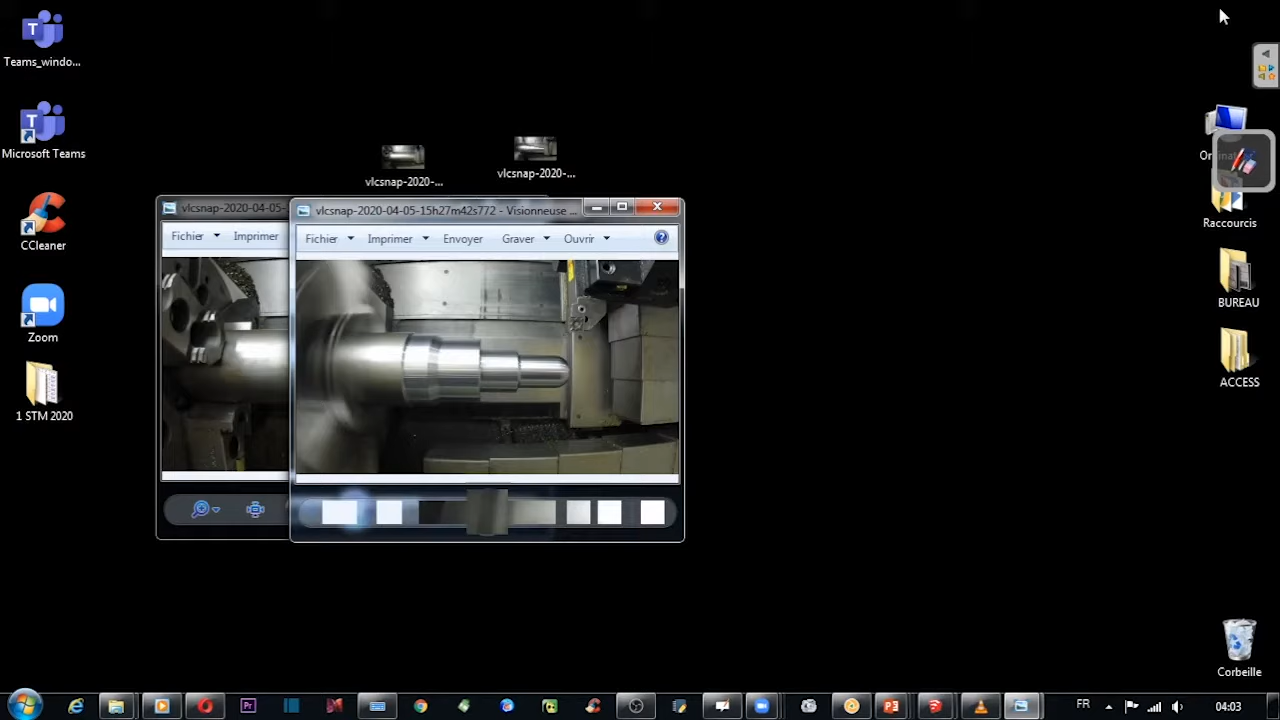 Teams_windo...
Microsoft Teams
CCleaner
Zoom
1 STM 2020
vlcsnap-2020-...
vlcsnap-2020-...
vlcsnap-2020-04-05-
Fichier Imprimer
vlcsnap-2020-04-05-15h27m42s772 - Visionneuse ...
Fichier Imprimer Envoyer Graver Ouvrir
Raccourcis
BUREAU
ACCESS
Corbeille
FR
04:03